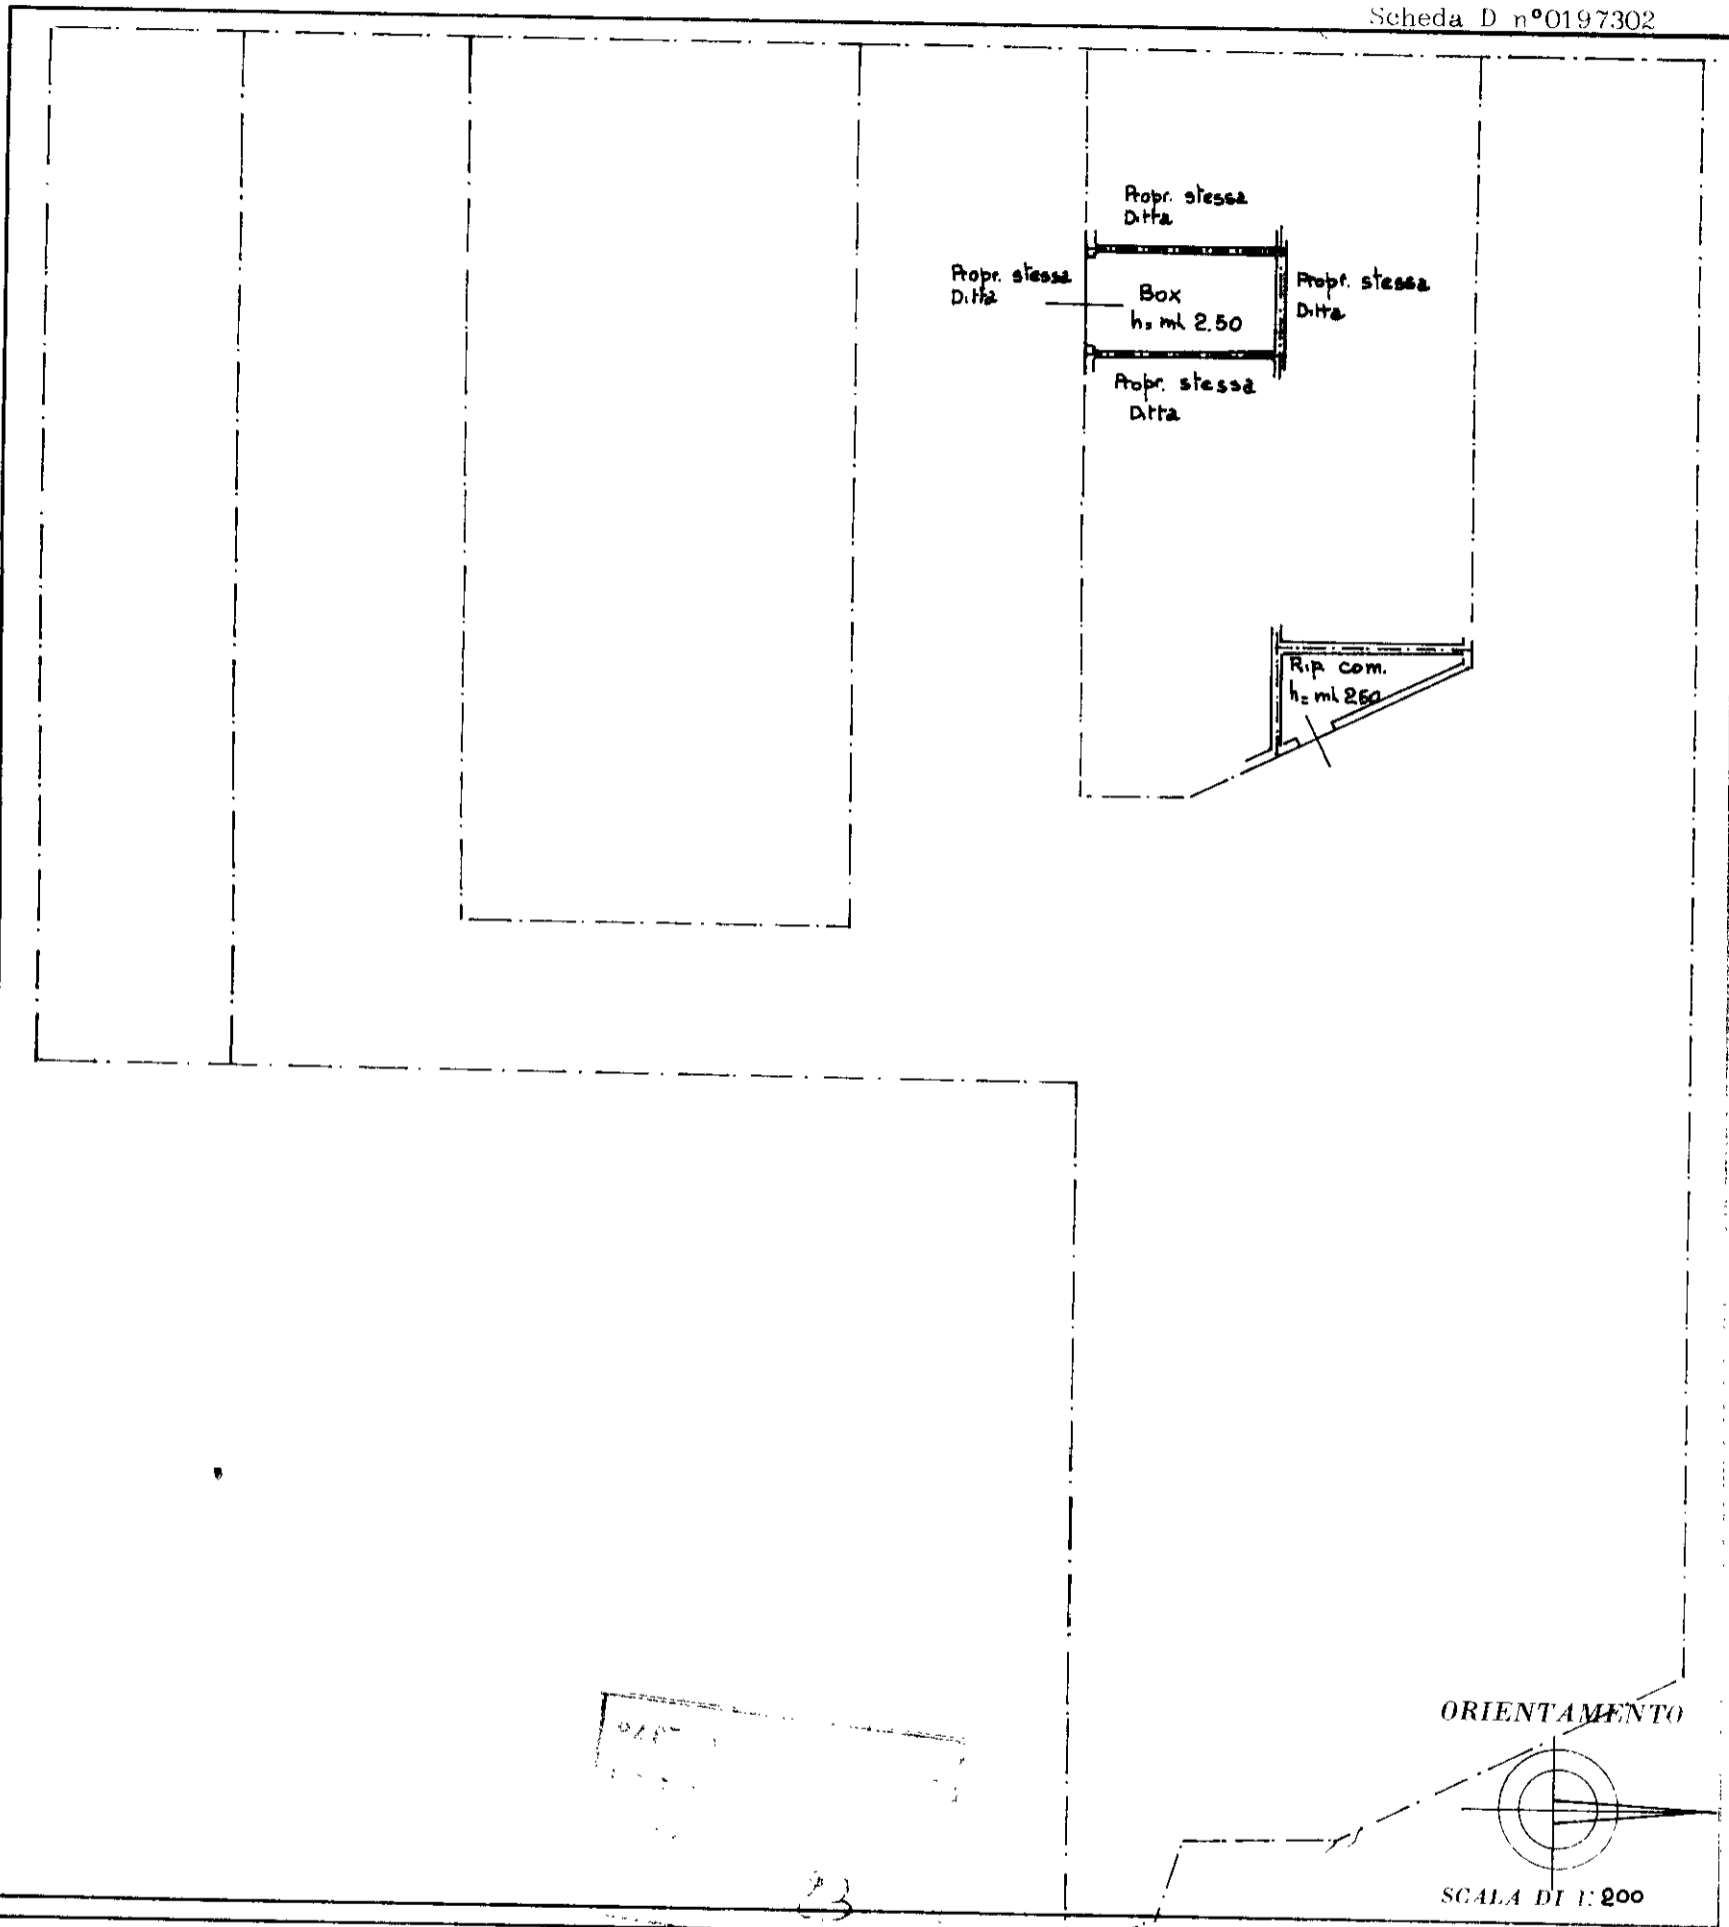 Scheda D nº0197302
Propr. stessa
Ditta
Propr. stessa
Ditta
Box
h= ml 2.50
Propr. stessa
Ditta
Propr. stessa
Ditta
Rip com.
h= ml 2.60
ORIENTAMENTO
SCALA DI 1:200